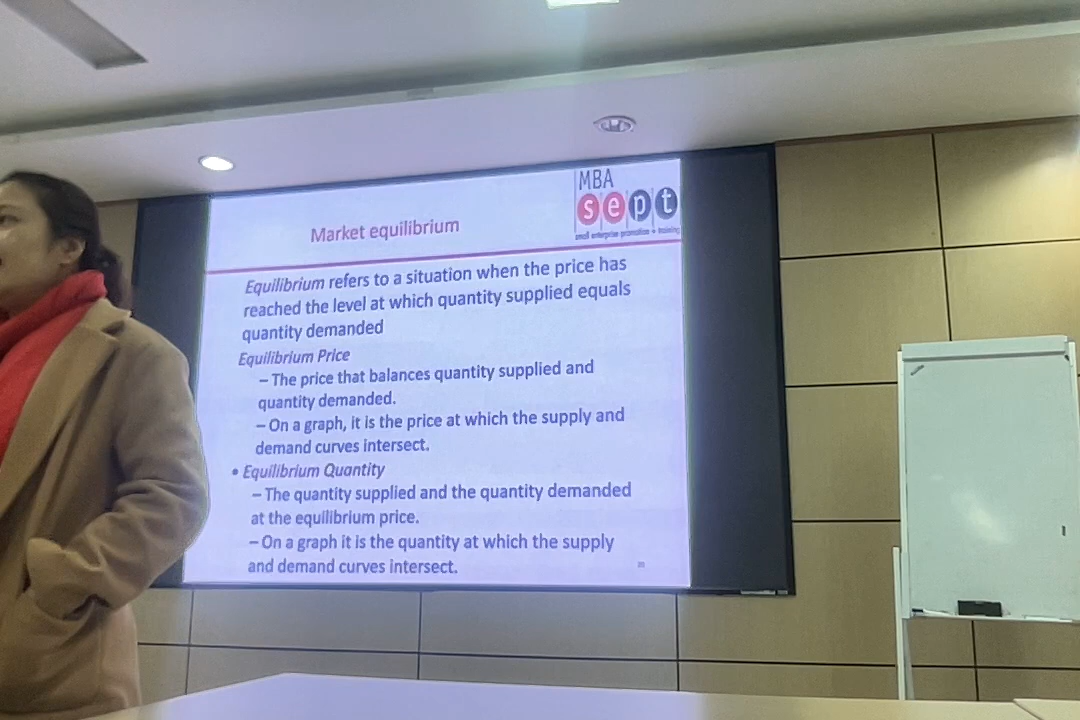 MBA
sept
small enterprise promotion + training
Market equilibrium
Equilibrium refers to a situation when the price has
reached the level at which quantity supplied equals
quantity demanded
Equilibrium Price
– The price that balances quantity supplied and
quantity demanded.
– On a graph, it is the price at which the supply and
demand curves intersect.
• Equilibrium Quantity
– The quantity supplied and the quantity demanded
at the equilibrium price.
– On a graph it is the quantity at which the supply
and demand curves intersect.